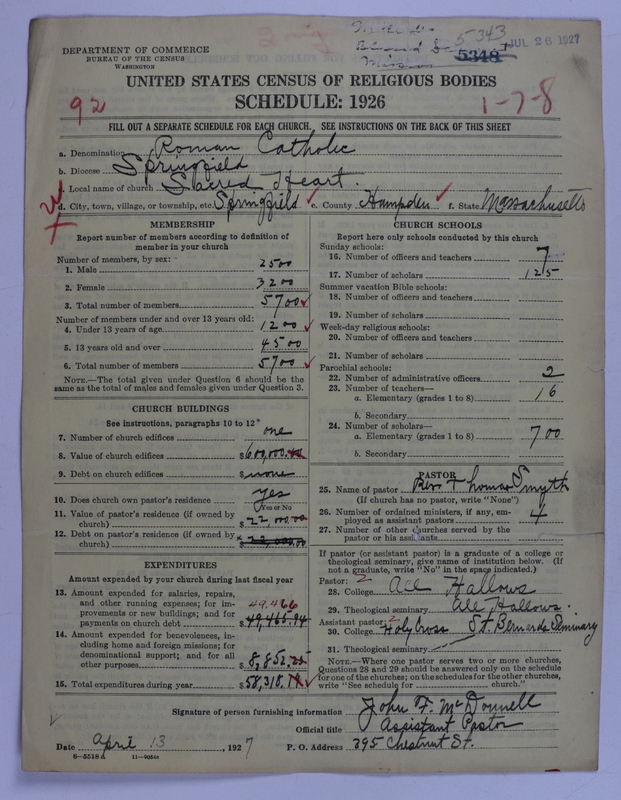 5343
5348
JUL 26 1927
DEPARTMENT OF COMMERCE
BUREAU OF THE CENSUS
WASHINGTON
UNITED STATES CENSUS OF RELIGIOUS BODIES
SCHEDULE: 1926
92
1-7-8
FILL OUT A SEPARATE SCHEDULE FOR EACH CHURCH. SEE INSTRUCTIONS ON THE BACK OF THIS SHEET
a. Denomination Roman Catholic
b. Diocese Springfield
c. Local name of church Sacred Heart.
d. City, town, village, or township, etc. Springfield e. County Hampden f. State Massachusetts
MEMBERSHIP
Report number of members according to definition of member in your church
Number of members, by sex:
1. Male 2500
2. Female 3200
3. Total number of members 5700
Number of members under and over 13 years old:
4. Under 13 years of age 1200
5. 13 years old and over 4500
6. Total number of members 5700
NOTE.—The total given under Question 6 should be the same as the total of males and females given under Question 3.
CHURCH BUILDINGS
See instructions, paragraphs 10 to 12
7. Number of church edifices one
8. Value of church edifices $600,000.00
9. Debt on church edifices $none
10. Does church own pastor's residence yes
Yes or No
11. Value of pastor's residence (if owned by church) $22,000.00
12. Debt on pastor's residence (if owned by church) $22,000.00
EXPENDITURES
Amount expended by your church during last fiscal year
13. Amount expended for salaries, repairs, and other running expenses; for improvements or new buildings; and for payments on church debt 49,466 $49,465.94
14. Amount expended for benevolences, including home and foreign missions; for denominational support; and for all other purposes 8,852.25
15. Total expenditures during year $58,318.19
CHURCH SCHOOLS
Report here only schools conducted by this church
Sunday schools:
16. Number of officers and teachers 7
17. Number of scholars 125
Summer vacation Bible schools:
18. Number of officers and teachers
19. Number of scholars
Week-day religious schools:
20. Number of officers and teachers
21. Number of scholars
Parochial schools:
22. Number of administrative officers 2
23. Number of teachers—
a. Elementary (grades 1 to 8) 16
b. Secondary
24. Number of scholars—
a. Elementary (grades 1 to 8) 700
b. Secondary
PASTOR
25. Name of pastor Rev. Thomas Smyth
(If church has no pastor, write "None")
26. Number of ordained ministers, if any, employed as assistant pastors 4
27. Number of other churches served by the pastor or his assistants
If pastor (or assistant pastor) is a graduate of a college or theological seminary, give name of institution below. (If not a graduate, write "No" in the space indicated.)
Pastor: 2
28. College All Hallows
29. Theological seminary All Hallows.
Assistant pastor: 2
30. College Holy Cross St. Bernards Seminary
31. Theological seminary
NOTE.—Where one pastor serves two or more churches, Questions 28 and 29 should be answered only on the schedule for one of the churches; on the schedules for the other churches, write "See schedule for ........ church."
Signature of person furnishing information John F. McDonnell
Official title Assistant Pastor
Date April 13, 1927 P. O. Address 395 Chestnut St.
8-5518 a 11-9064a